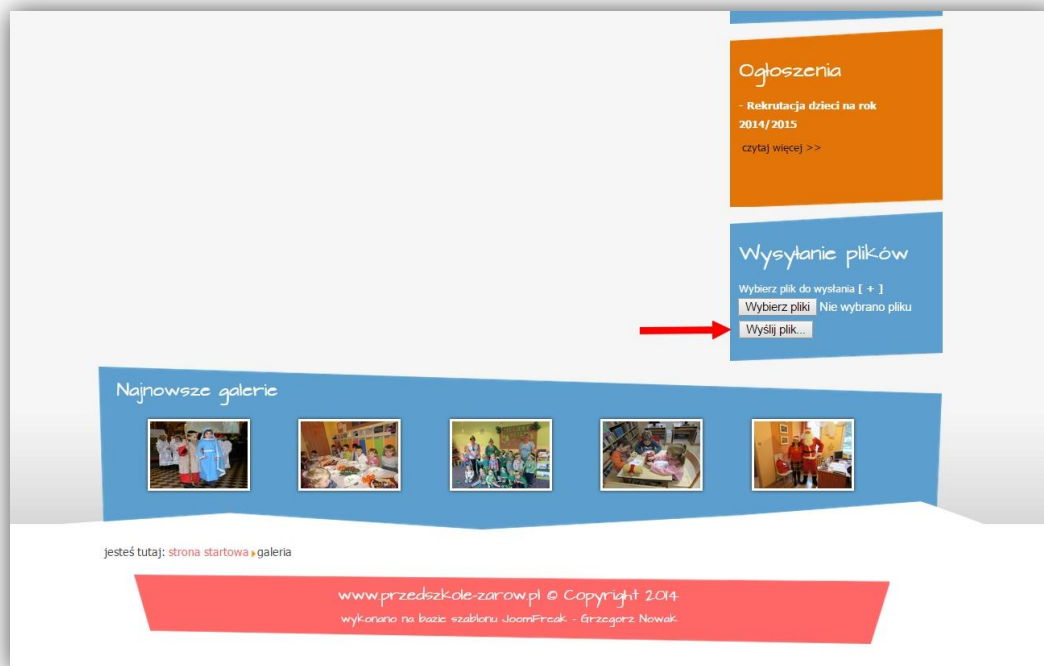 Ogłoszenia
- Rekrutacja dzieci na rok
2014/2015
czytaj więcej >>
Wysyłanie plików
Wybierz plik do wysłania [ + ]
Wybierz pliki Nie wybrano pliku
Wyślij plik...
Najnowsze galerie
jesteś tutaj: strona startowa galeria
www.przedszkole-zarow.pl © Copyright 2014
wykonano na bazie szablonu JoomFreak - Grzegorz Nowak